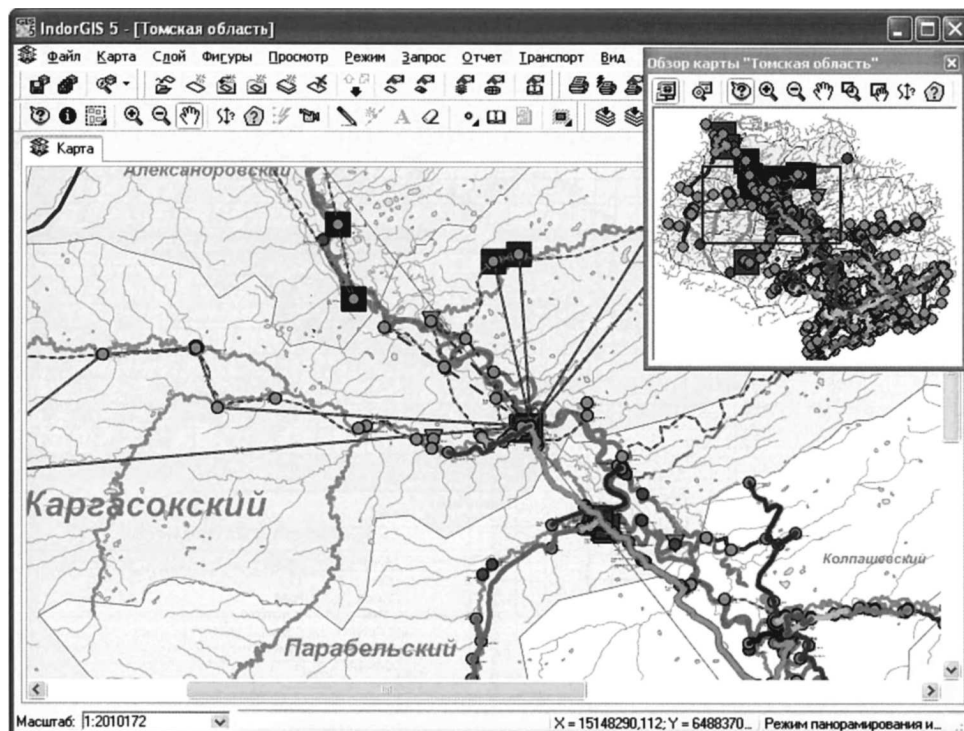 IndorGIS 5 - [Томская область]
Файл Карта Слой Фигуры Просмотр Режим Запрос Отчет Транспорт Вид
Обзор карты "Томская область"
Карта
Александровский
Каргасокский
Колпашевский
Парабельский
Масштаб: 1:2010172 X = 15148290,112; Y = 6488370... Режим панорамирования и...